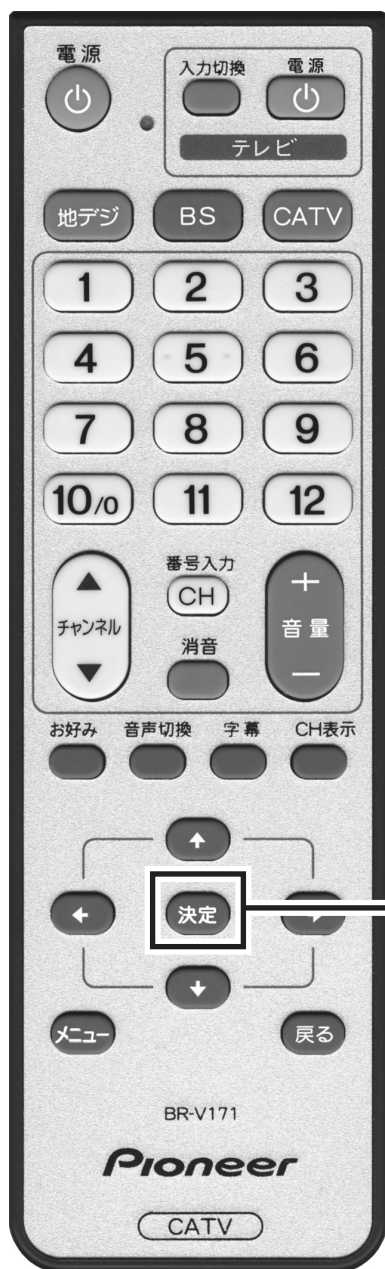 電源
入力切換 電源
テレビ
地デジ BS CATV
1 2 3
4 5 6
7 8 9
10/0 11 12
番号入力
チャンネル CH + 音量 -
消音
お好み 音声切換 字幕 CH表示
決定
メニュー 戻る
BR-V171
Pioneer
CATV